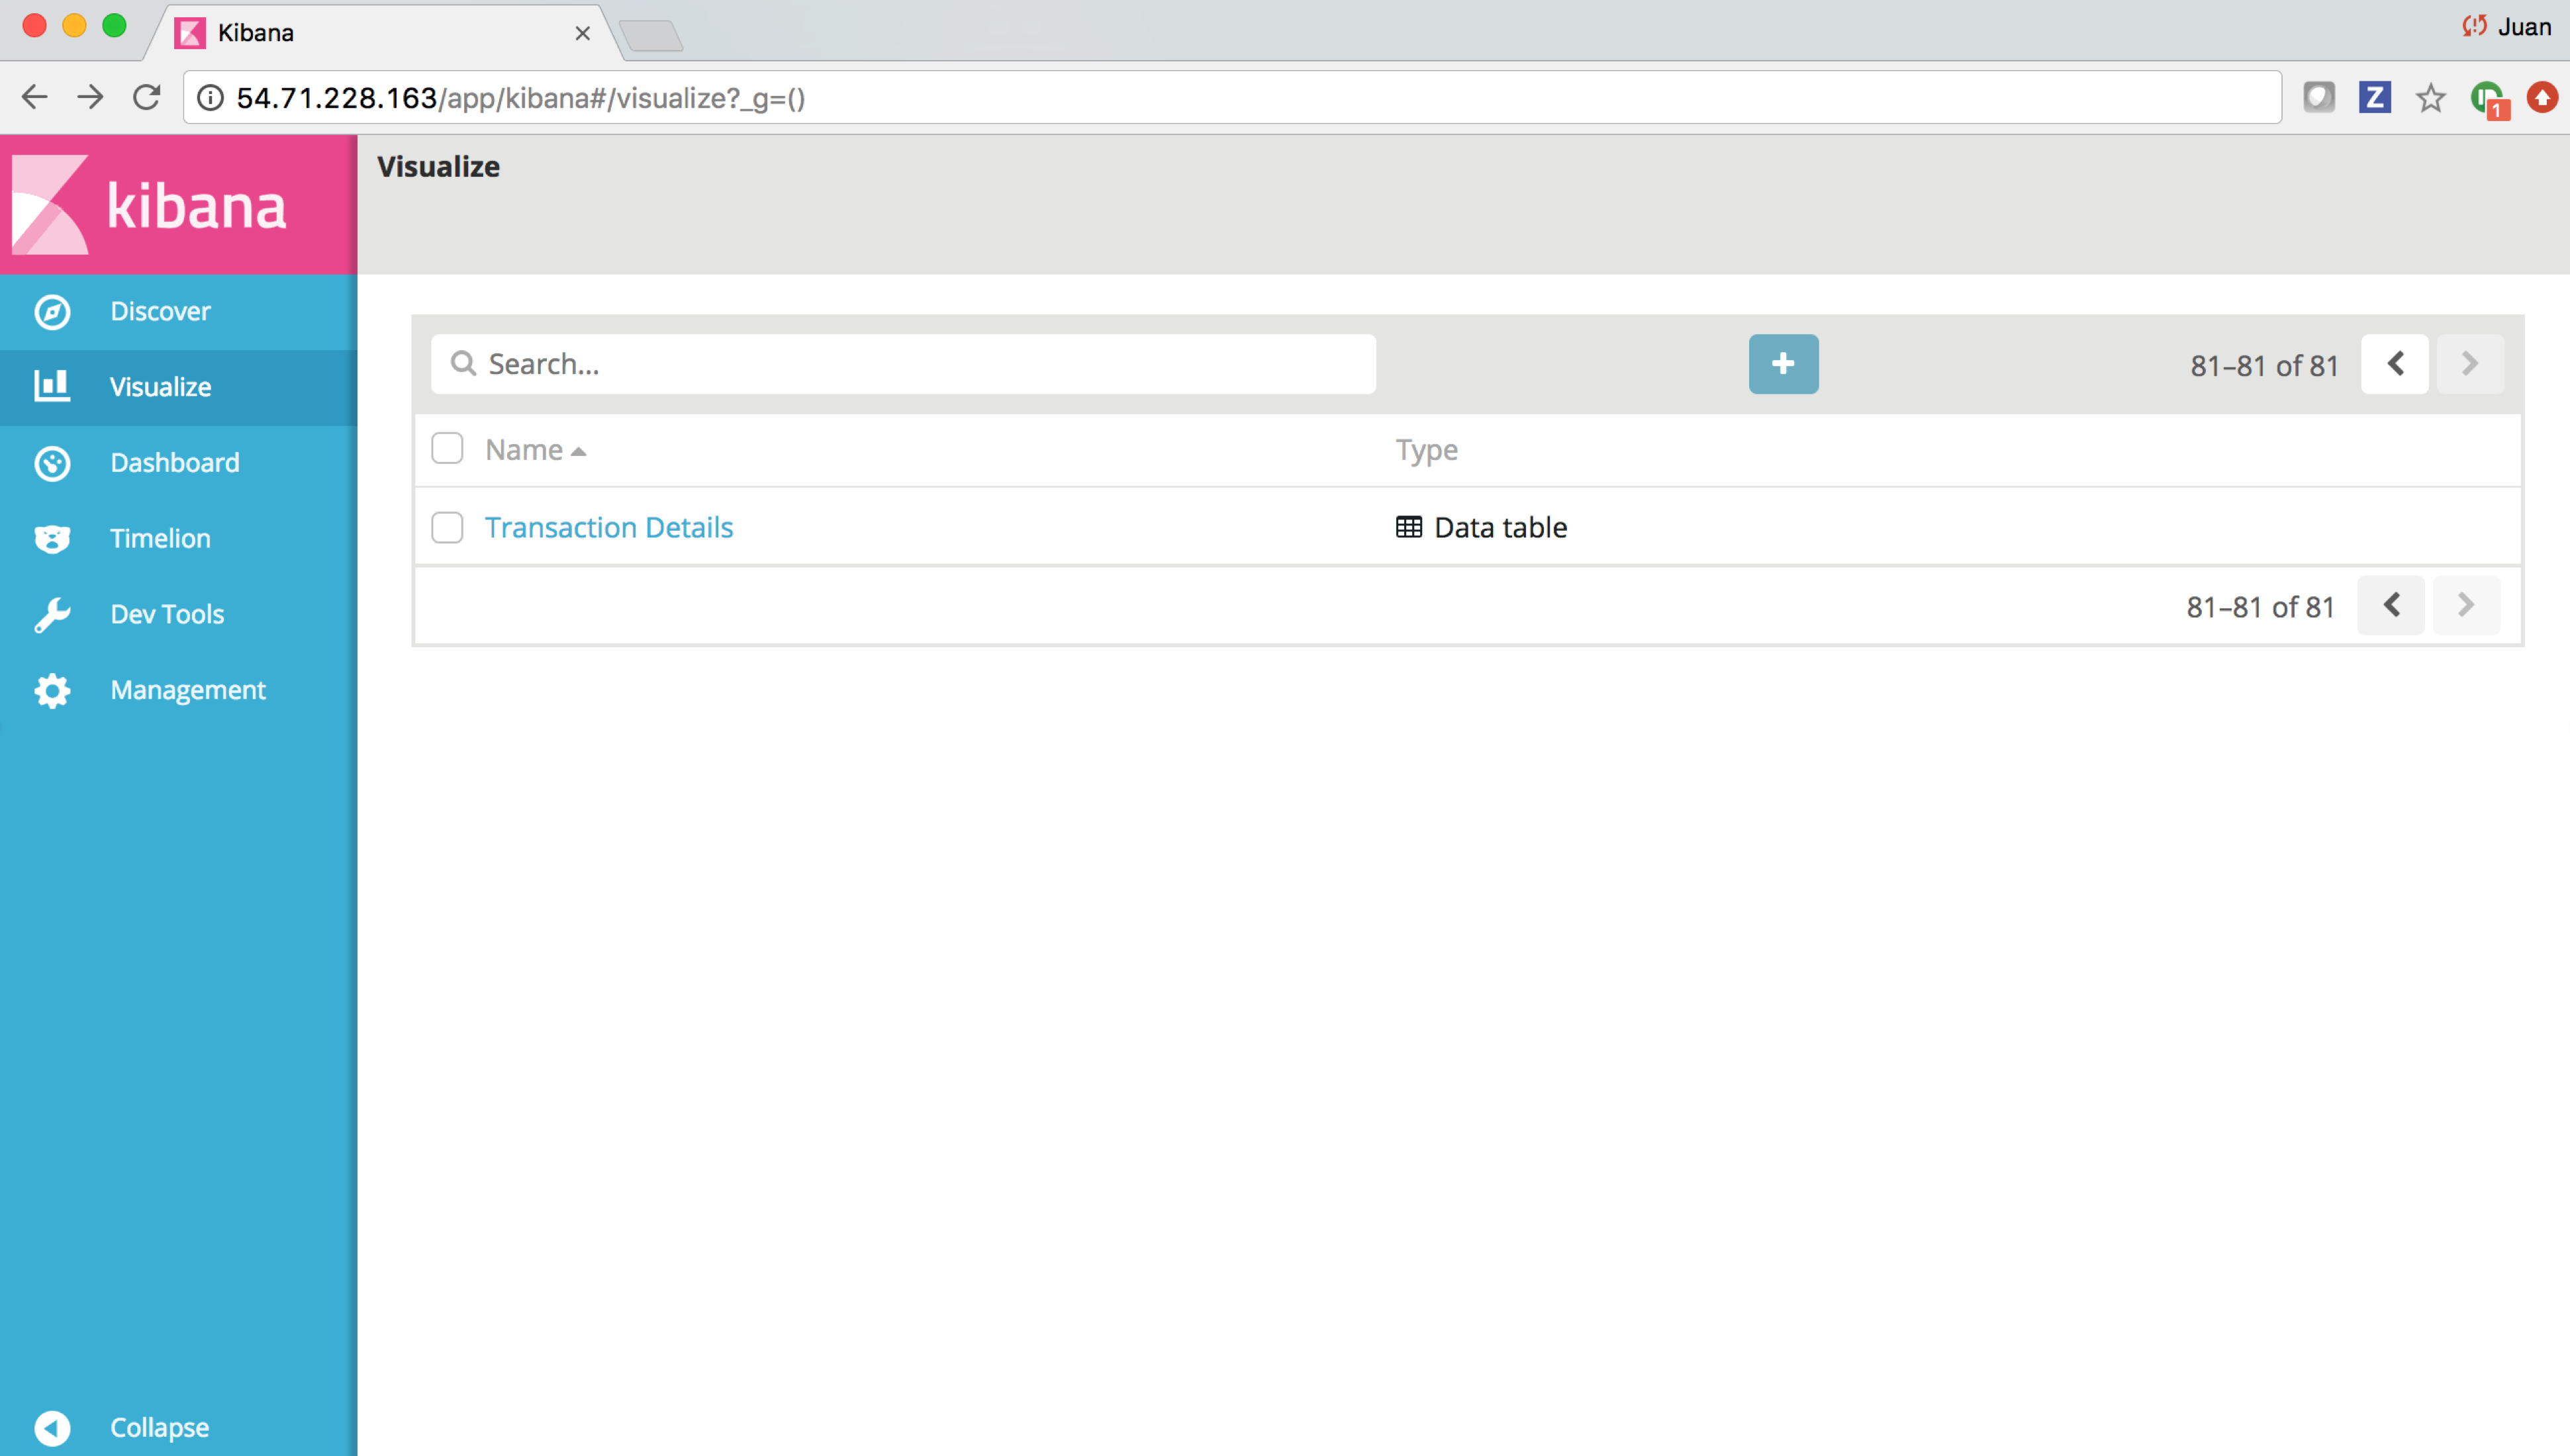 Kibana
Juan
54.71.228.163/app/kibana#/visualize?_g=()
Z
1
kibana
Visualize
Discover
Visualize
Dashboard
Timelion
Dev Tools
Management
Collapse
Search...
81–81 of 81
Name
Type
Transaction Details
Data table
81–81 of 81